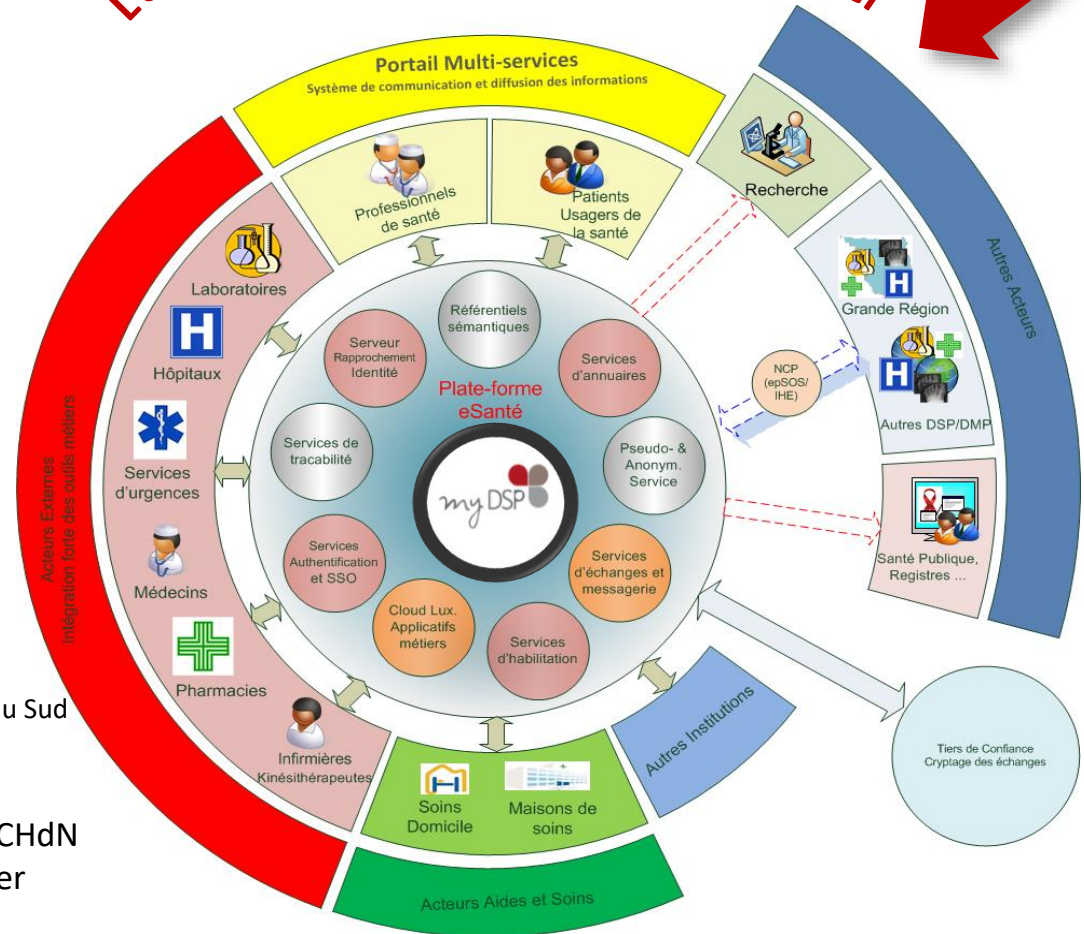 Portail Multi-services
Système de communication et diffusion des informations
Professionnels
de santé
Patients
Usagers de
la santé
Recherche
Autres Acteurs
Grande Région
Autres DSP/DMP
Santé Publique,
Registres ...
NCP
(epSOS/
IHE)
Acteurs Externes
Intégration forte des outils métiers
Laboratoires
H
Hôpitaux
Services
d'urgences
Médecins
Pharmacies
Infirmières
Kinésithérapeutes
Référentiels
sémantiques
Serveur
Rapprochement
Identité
Services
d'annuaires
Plate-forme
eSanté
my DSP
Services de
tracabilité
Pseudo- &
Anonym.
Service
Services
Authentification
et SSO
Services
d'échanges et
messagerie
Cloud Lux.
Applicatifs
métiers
Services
d'habilitation
H
H
Soins
Domicile
Maisons de
soins
Acteurs Aides et Soins
Autres Institutions
Tiers de Confiance
Cryptage des échanges
u Sud
CHdN
er